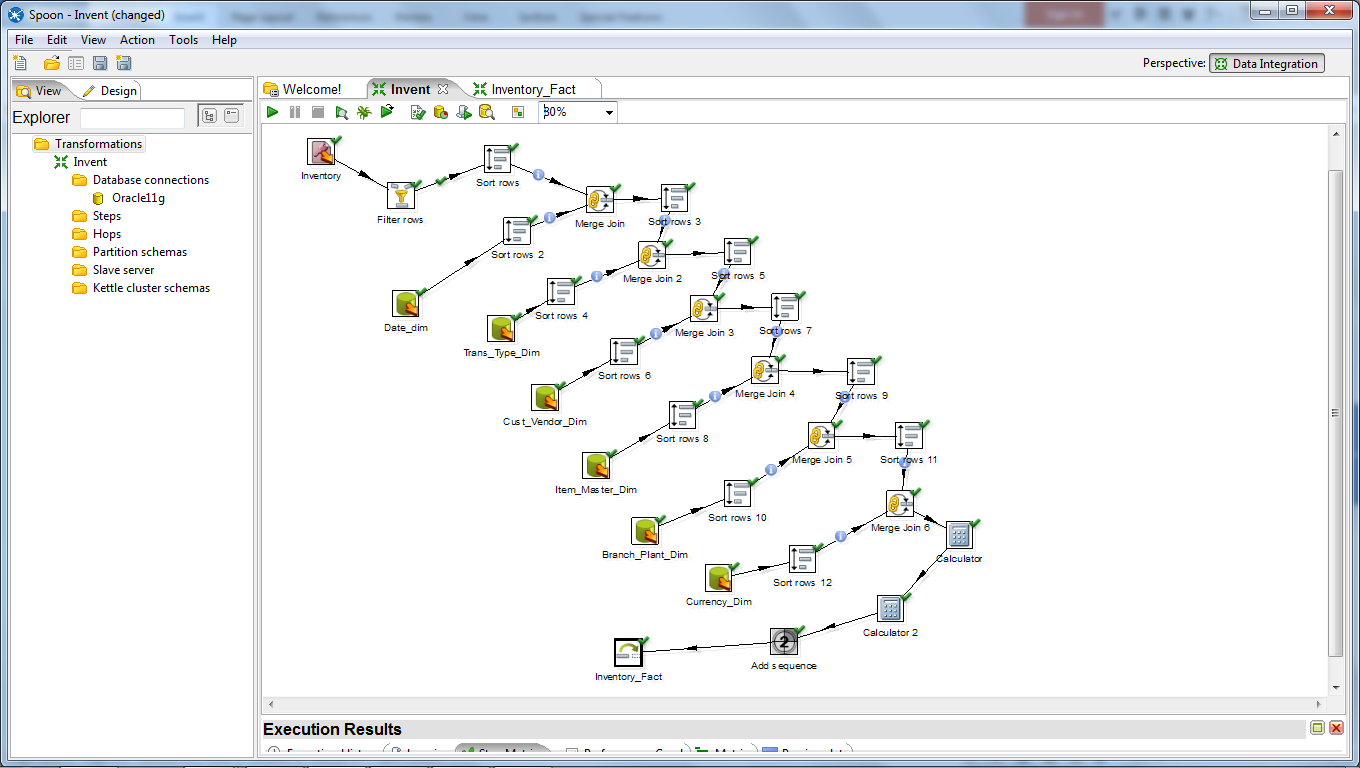 Spoon - Invent (changed)
File Edit View Action Tools Help
Perspective: Data Integration
View Design
Welcome! Invent Inventory_Fact
Explorer
80%
Transformations
Invent
Database connections
Oracle11g
Steps
Hops
Partition schemas
Slave server
Kettle cluster schemas
Inventory
Filter rows
Sort rows
Merge Join
Sort rows 3
Sort rows 2
Date_dim
Merge Join 2
Sort rows 5
Sort rows 4
Trans_Type_Dim
Merge Join 3
Sort rows 7
Sort rows 6
Cust_Vendor_Dim
Merge Join 4
Sort rows 9
Sort rows 8
Item_Master_Dim
Merge Join 5
Sort rows 11
Sort rows 10
Branch_Plant_Dim
Merge Join 6
Calculator
Sort rows 12
Currency_Dim
Calculator 2
2
Add sequence
Inventory_Fact
Execution Results